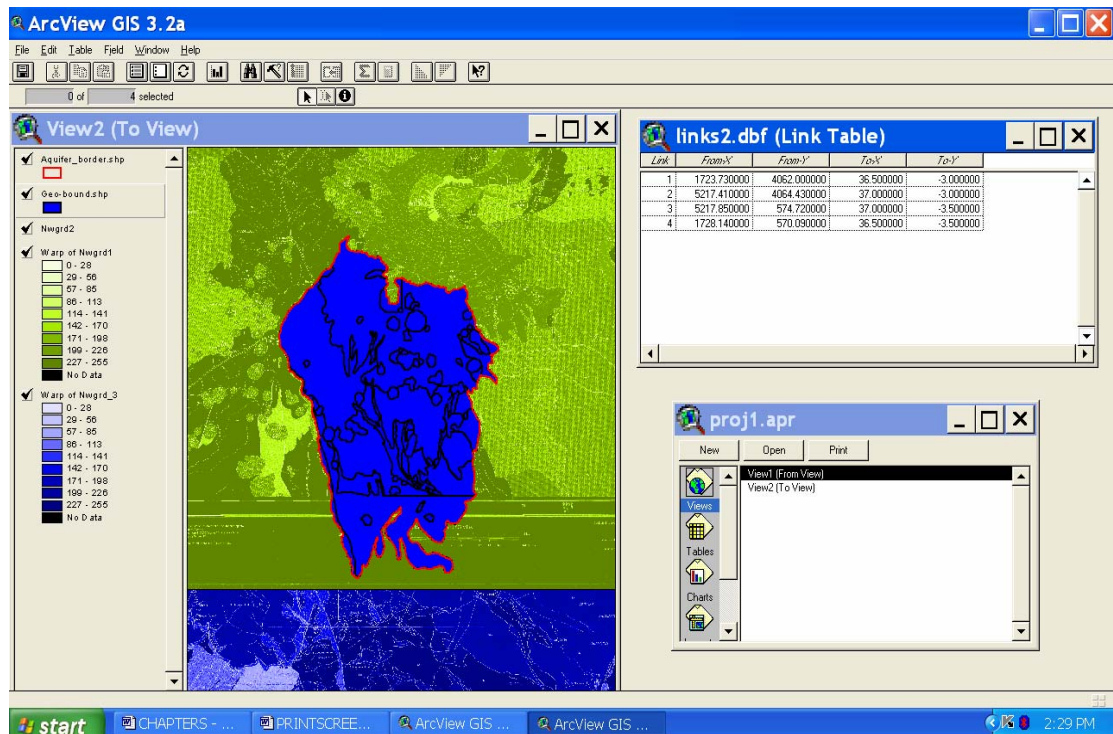 ArcView GIS 3.2a
File Edit Table Field Window Help
0 of 4 selected
View2 (To View)
Aquifer_border.shp
Geo-bound.shp
Nwgrd2
Warp of Nwgrd1
0 - 28
29 - 56
57 - 85
86 - 113
114 - 141
142 - 170
171 - 198
199 - 226
227 - 255
No Data
Warp of Nwgrd_3
0 - 28
29 - 56
57 - 85
86 - 113
114 - 141
142 - 170
171 - 198
199 - 226
227 - 255
No Data
links2.dbf (Link Table)
Link From-X' From-Y' To-X' To-Y'
1 1723.730000 4062.000000 36.500000 -3.000000
2 5217.410000 4064.430000 37.000000 -3.000000
3 5217.850000 574.720000 37.000000 -3.500000
4 1728.140000 570.090000 36.500000 -3.500000
proj1.apr
New Open Print
Views
Tables
Charts
View1 (From View)
View2 (To View)
start CHAPTERS - ... PRINTSCREE... ArcView GIS ... ArcView GIS ... 2:29 PM